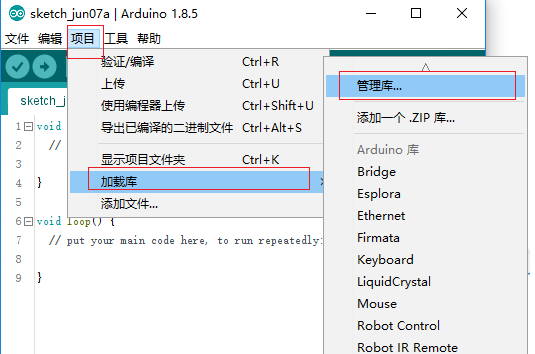 sketch_jun07a | Arduino 1.8.5
文件 编辑 项目 工具 帮助
验证/编译 Ctrl+R
上传 Ctrl+U
使用编程器上传 Ctrl+Shift+U
导出已编译的二进制文件 Ctrl+Alt+S
显示项目文件夹 Ctrl+K
加载库
添加文件...
管理库...
添加一个 .ZIP 库...
Arduino 库
Bridge
Esplora
Ethernet
Firmata
Keyboard
LiquidCrystal
Mouse
Robot Control
Robot IR Remote
sketch_j
1 void
2 //
3
4 }
5
6 void loop() {
7 // put your main code here, to run repeatedly:
8
9 }